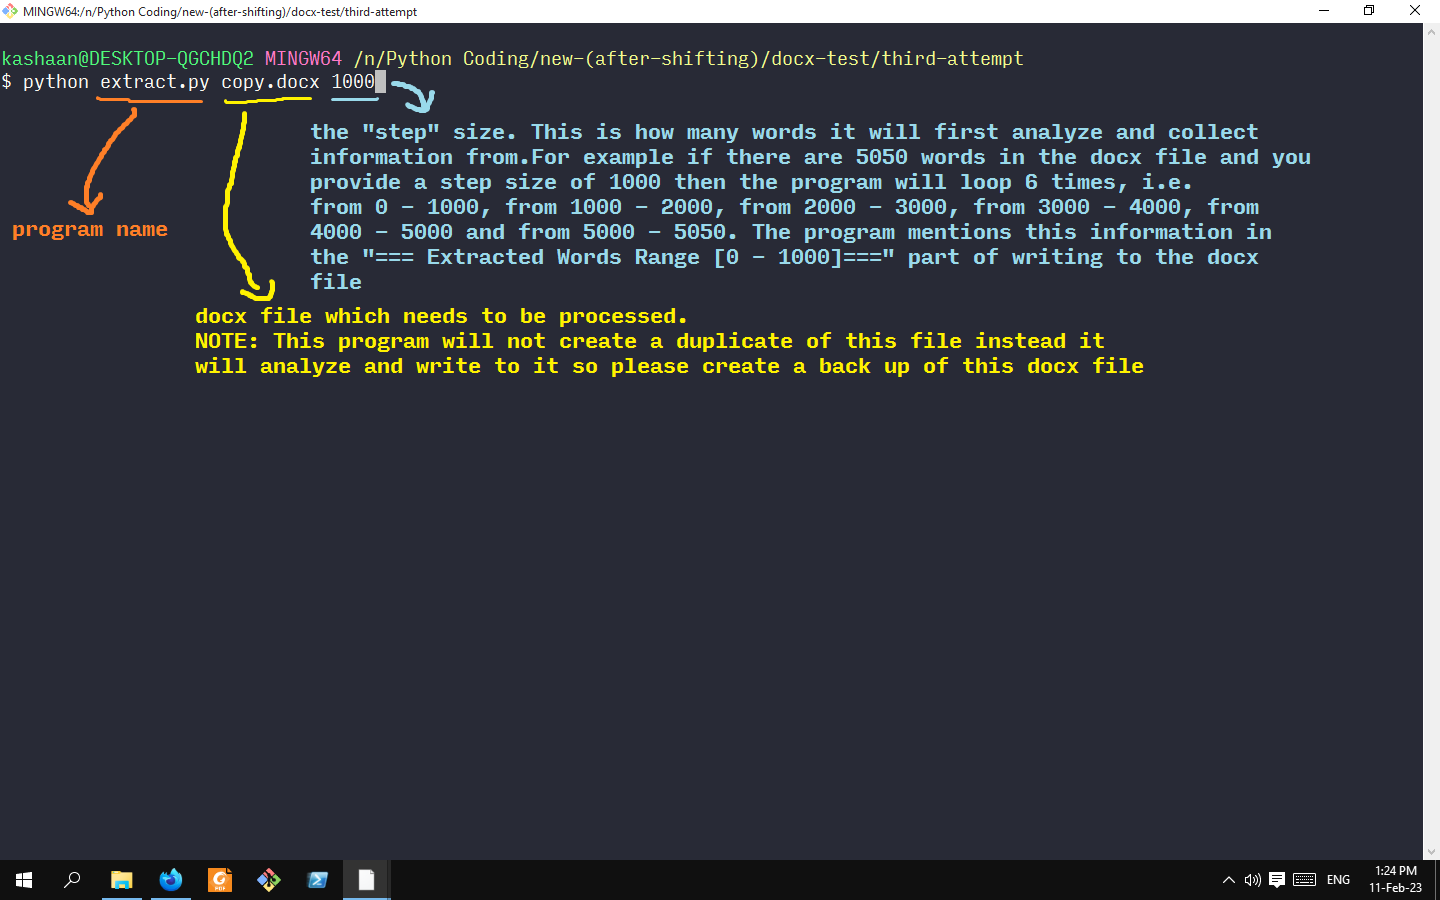 MINGW64:/n/Python Coding/new-(after-shifting)/docx-test/third-attempt
kashaan@DESKTOP-QGCHDQ2 MINGW64 /n/Python Coding/new-(after-shifting)/docx-test/third-attempt
$ python extract.py copy.docx 1000
the "step" size. This is how many words it will first analyze and collect
information from.For example if there are 5050 words in the docx file and you
provide a step size of 1000 then the program will loop 6 times, i.e.
from 0 - 1000, from 1000 - 2000, from 2000 - 3000, from 3000 - 4000, from
4000 - 5000 and from 5000 - 5050. The program mentions this information in
the "=== Extracted Words Range [0 - 1000]===" part of writing to the docx
file
program name
docx file which needs to be processed.
NOTE: This program will not create a duplicate of this file instead it
will analyze and write to it so please create a back up of this docx file
PDF
ENG
1:24 PM
11-Feb-23